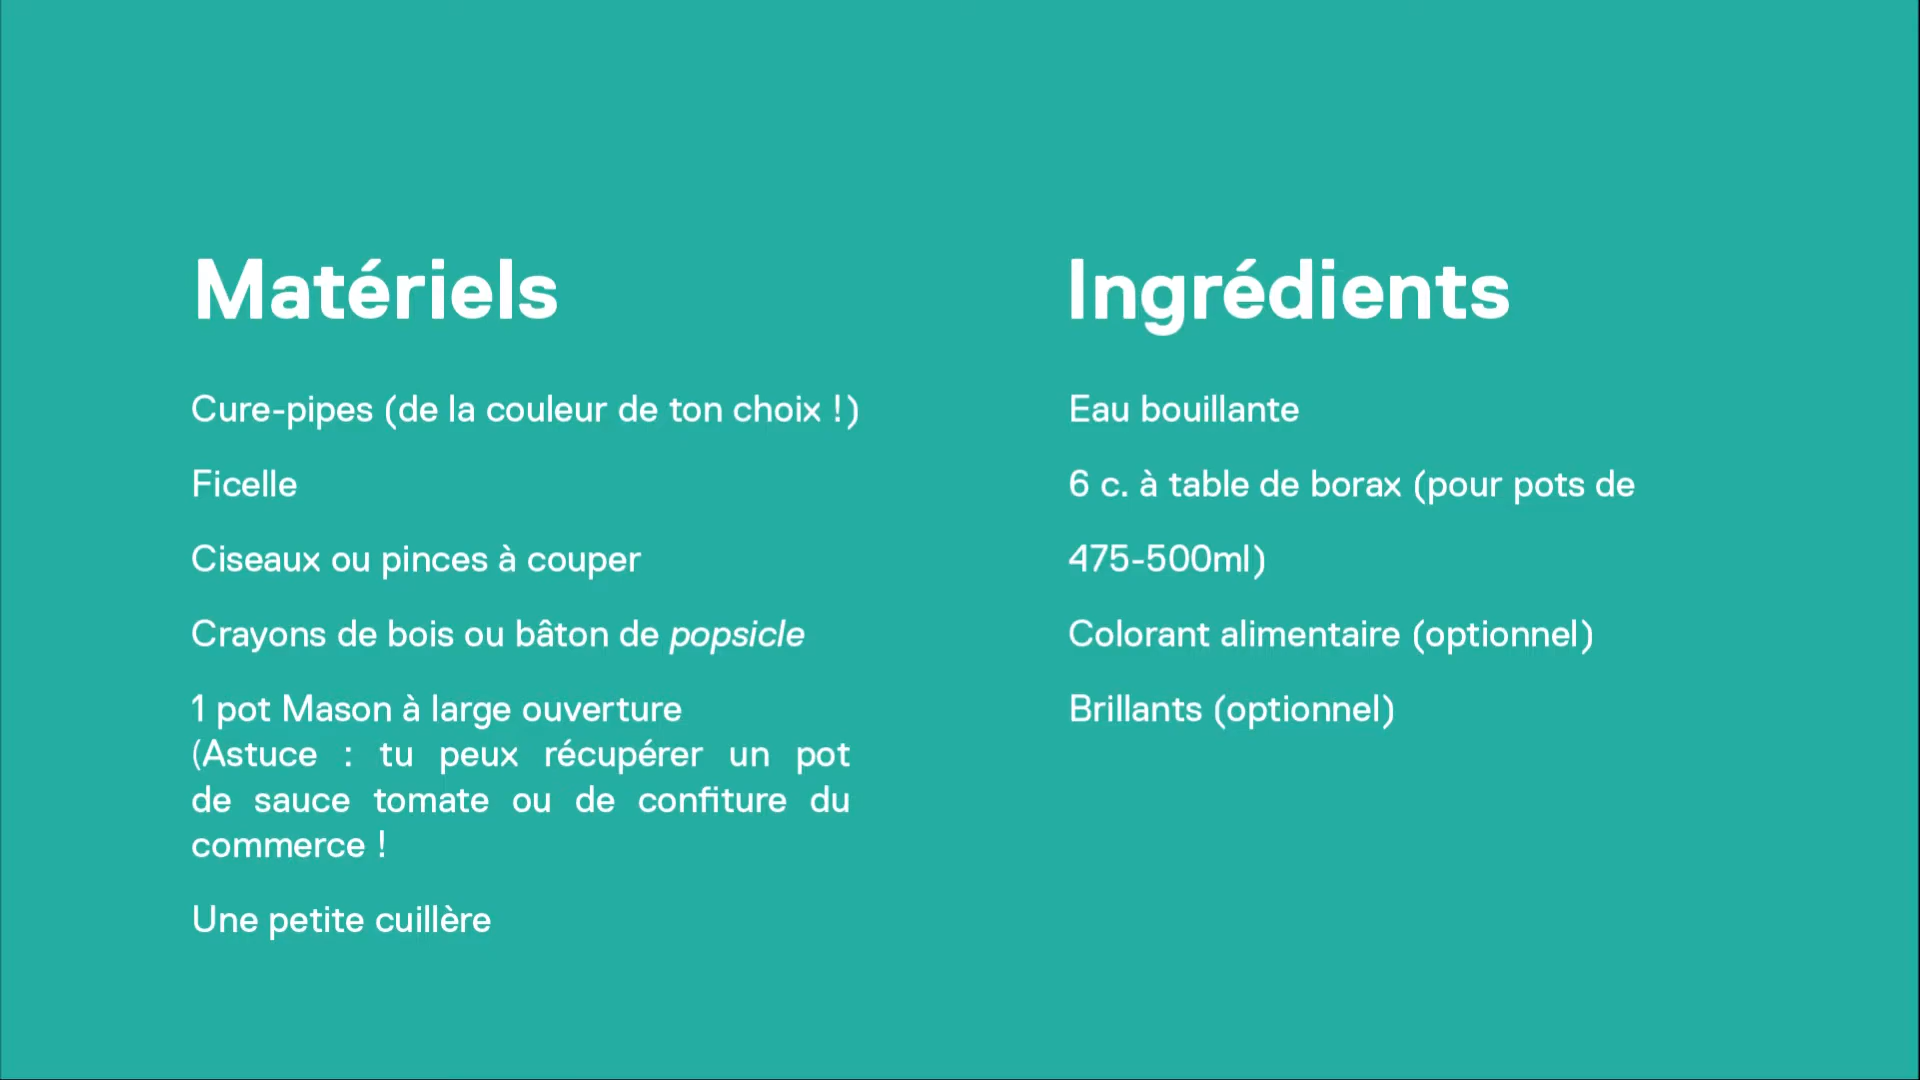 Matériels
Cure-pipes (de la couleur de ton choix !)
Ficelle
Ciseaux ou pinces à couper
Crayons de bois ou bâton de popsicle
1 pot Mason à large ouverture
(Astuce : tu peux récupérer un pot
de sauce tomate ou de confiture du
commerce !
Une petite cuillère
Ingrédients
Eau bouillante
6 c. à table de borax (pour pots de
475-500ml)
Colorant alimentaire (optionnel)
Brillants (optionnel)